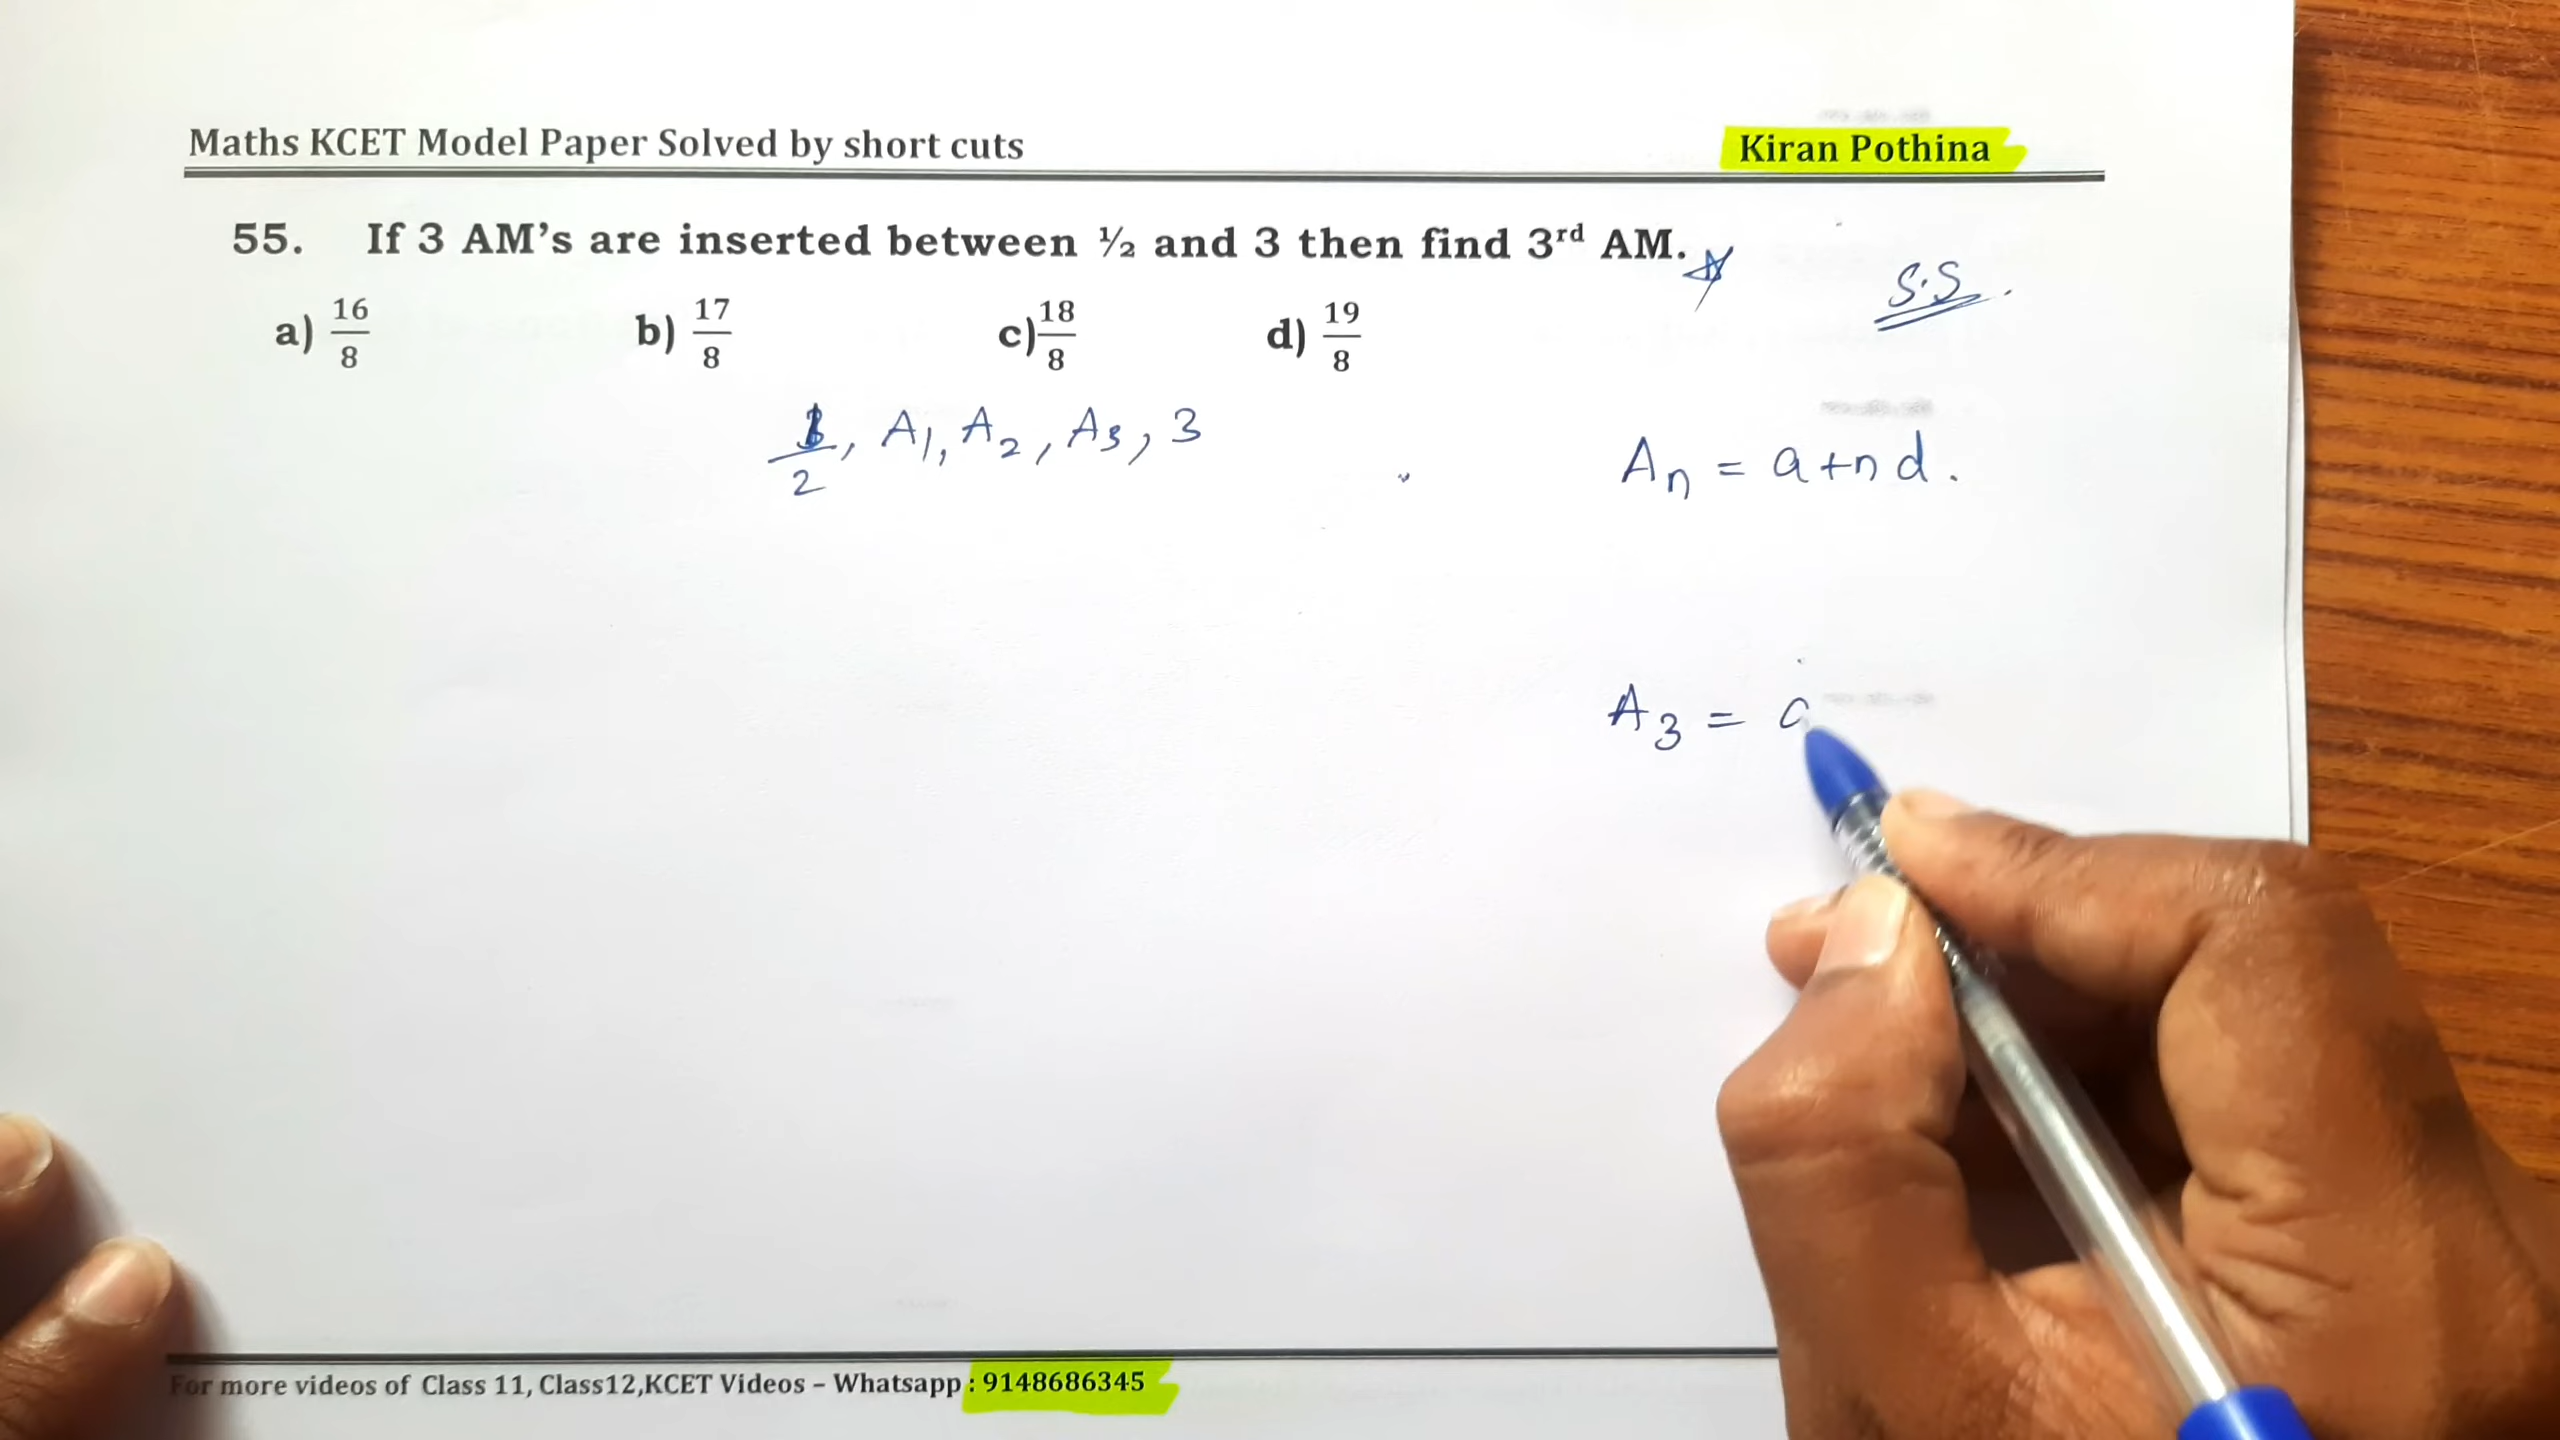 Maths KCET Model Paper Solved by short cuts
Kiran Pothina
55. If 3 AM's are inserted between ½ and 3 then find 3rd AM.
S.S.
a) 16/8 b) 17/8 c) 18/8 d) 19/8
1/2, A1, A2, A3, 3
An = a+nd.
A3 = a
For more videos of Class 11, Class12,KCET Videos – Whatsapp : 9148686345